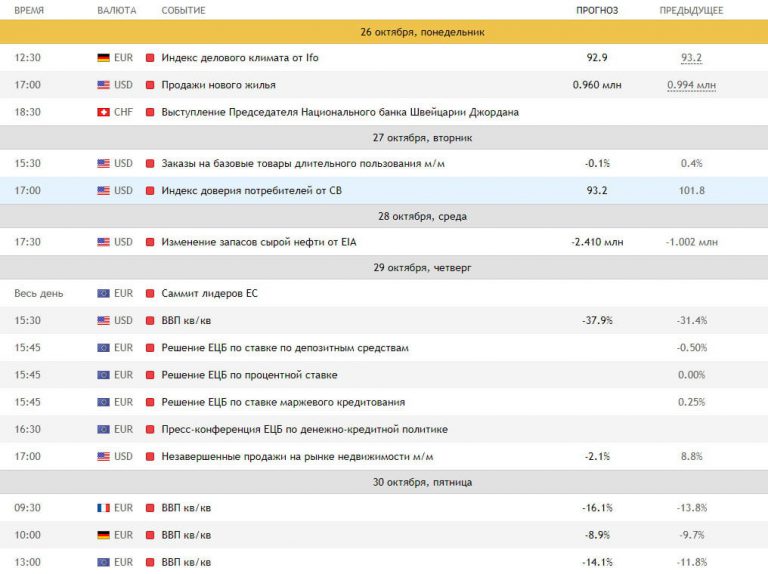 ВРЕМЯ ВАЛЮТА СОБЫТИЕ ПРОГНОЗ ПРЕДЫДУЩЕЕ
26 октября, понедельник
12:30 EUR Индекс делового климата от Ifo 92.9 93.2
17:00 USD Продажи нового жилья 0.960 млн 0.994 млн
18:30 CHF Выступление Председателя Национального банка Швейцарии Джордана
27 октября, вторник
15:30 USD Заказы на базовые товары длительного пользования м/м -0.1% 0.4%
17:00 USD Индекс доверия потребителей от CB 93.2 101.8
28 октября, среда
17:30 USD Изменение запасов сырой нефти от EIA -2.410 млн -1.002 млн
29 октября, четверг
Весь день EUR Саммит лидеров ЕС
15:30 USD ВВП кв/кв -37.9% -31.4%
15:45 EUR Решение ЕЦБ по ставке по депозитным средствам -0.50%
15:45 EUR Решение ЕЦБ по процентной ставке 0.00%
15:45 EUR Решение ЕЦБ по ставке маржевого кредитования 0.25%
16:30 EUR Пресс-конференция ЕЦБ по денежно-кредитной политике
17:00 USD Незавершенные продажи на рынке недвижимости м/м -2.1% 8.8%
30 октября, пятница
09:30 EUR ВВП кв/кв -16.1% -13.8%
10:00 EUR ВВП кв/кв -8.9% -9.7%
13:00 EUR ВВП кв/кв -14.1% -11.8%